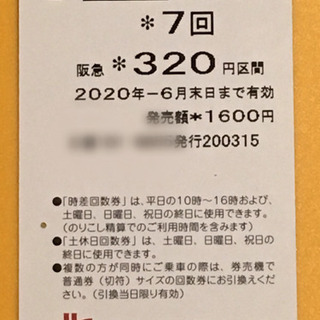 *7回
阪急 *320 円区間
2020年-6月末日まで有効
発売額*1600円
発行200315
●「時差回数券」は、平日の10時～16時および、
土曜日、日曜日、祝日の終日に使用できます。
(のりこし精算でのご利用時間を含みます)
●「土休日回数券」は、土曜日、日曜日、祝日の
終日に使用できます。
●複数の方が同時にご乗車の際は、券売機で
普通券(切符)サイズの回数券にお引換えくだ
さい。(引換当日限り有効)